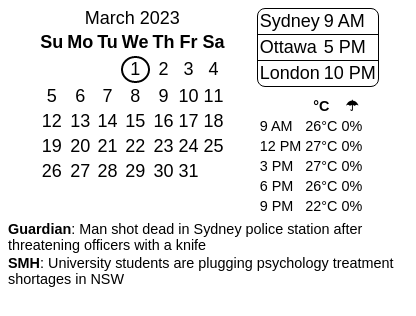 March 2023
Su Mo Tu We Th Fr Sa
1 2 3 4
5 6 7 8 9 10 11
12 13 14 15 16 17 18
19 20 21 22 23 24 25
26 27 28 29 30 31
Sydney 9 AM
Ottawa 5 PM
London 10 PM
°C ☂
9 AM 26°C 0%
12 PM 27°C 0%
3 PM 27°C 0%
6 PM 26°C 0%
9 PM 22°C 0%
Guardian: Man shot dead in Sydney police station after
threatening officers with a knife
SMH: University students are plugging psychology treatment
shortages in NSW